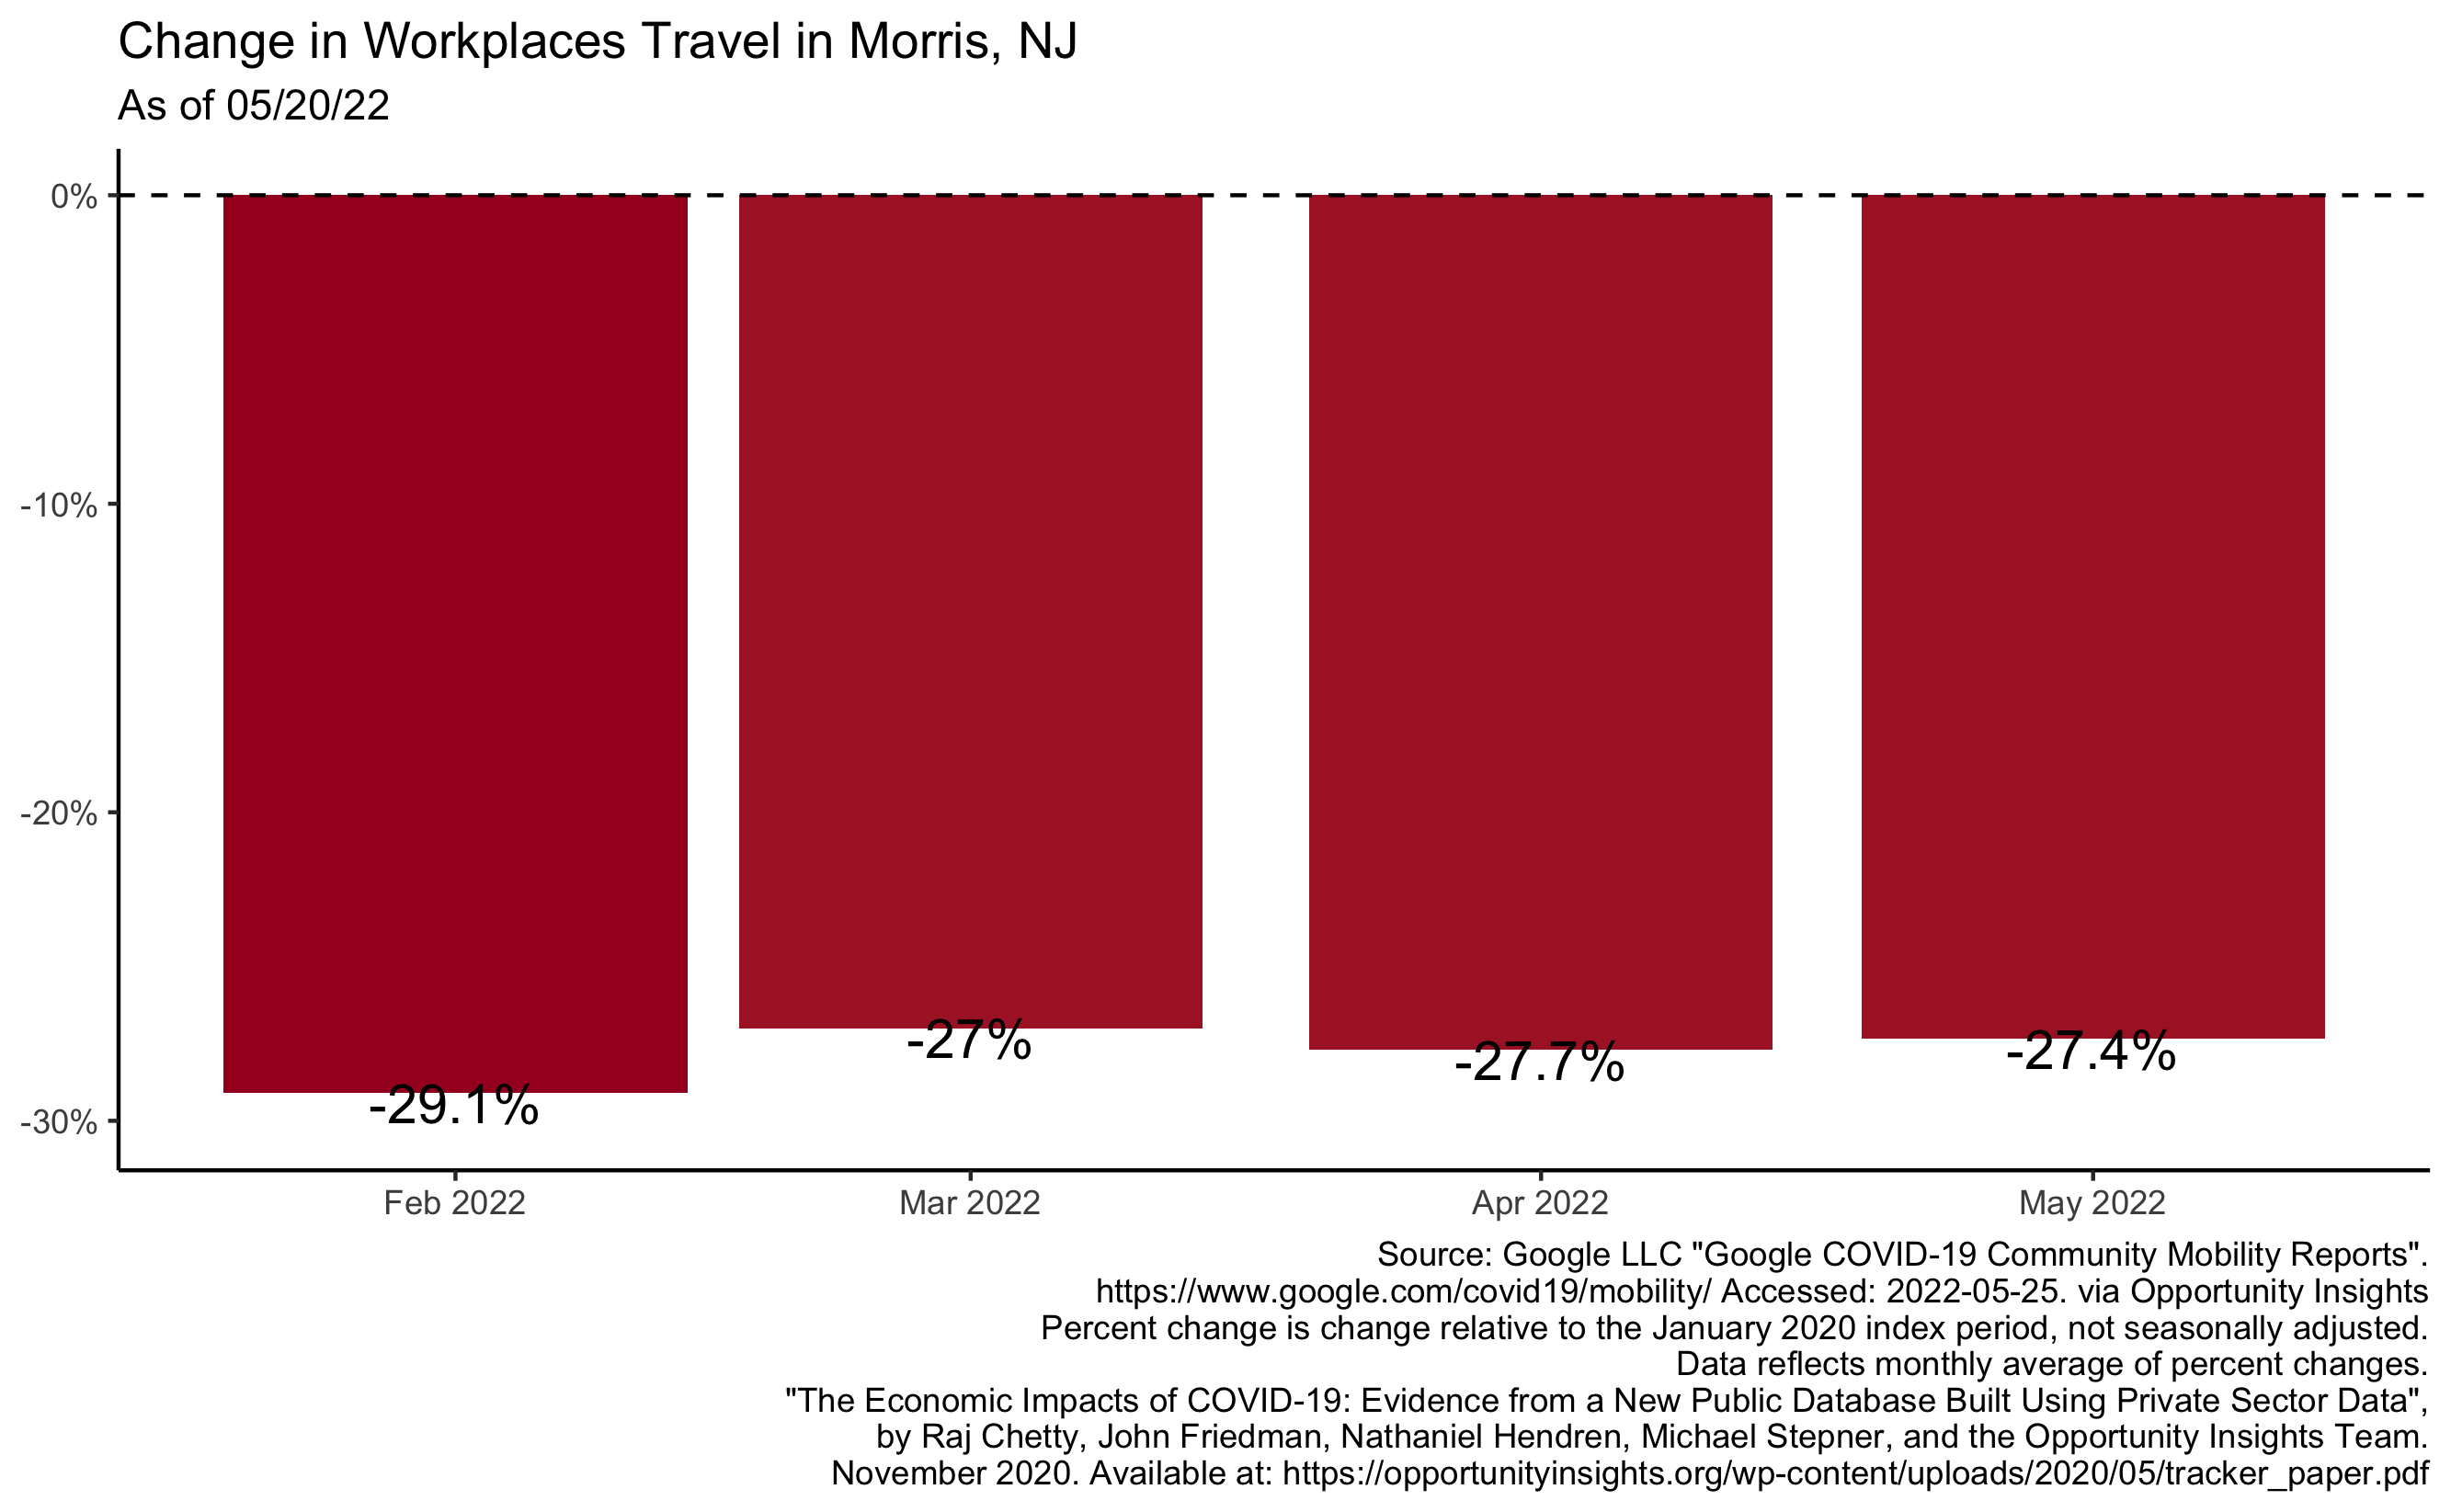 Change in Workplaces Travel in Morris, NJ
As of 05/20/22
0%
-10%
-20%
-30%
-29.1%
-27%
-27.7%
-27.4%
Feb 2022
Mar 2022
Apr 2022
May 2022
Source: Google LLC "Google COVID-19 Community Mobility Reports".
https://www.google.com/covid19/mobility/ Accessed: 2022-05-25. via Opportunity Insights
Percent change is change relative to the January 2020 index period, not seasonally adjusted.
Data reflects monthly average of percent changes.
"The Economic Impacts of COVID-19: Evidence from a New Public Database Built Using Private Sector Data",
by Raj Chetty, John Friedman, Nathaniel Hendren, Michael Stepner, and the Opportunity Insights Team.
November 2020. Available at: https://opportunityinsights.org/wp-content/uploads/2020/05/tracker_paper.pdf